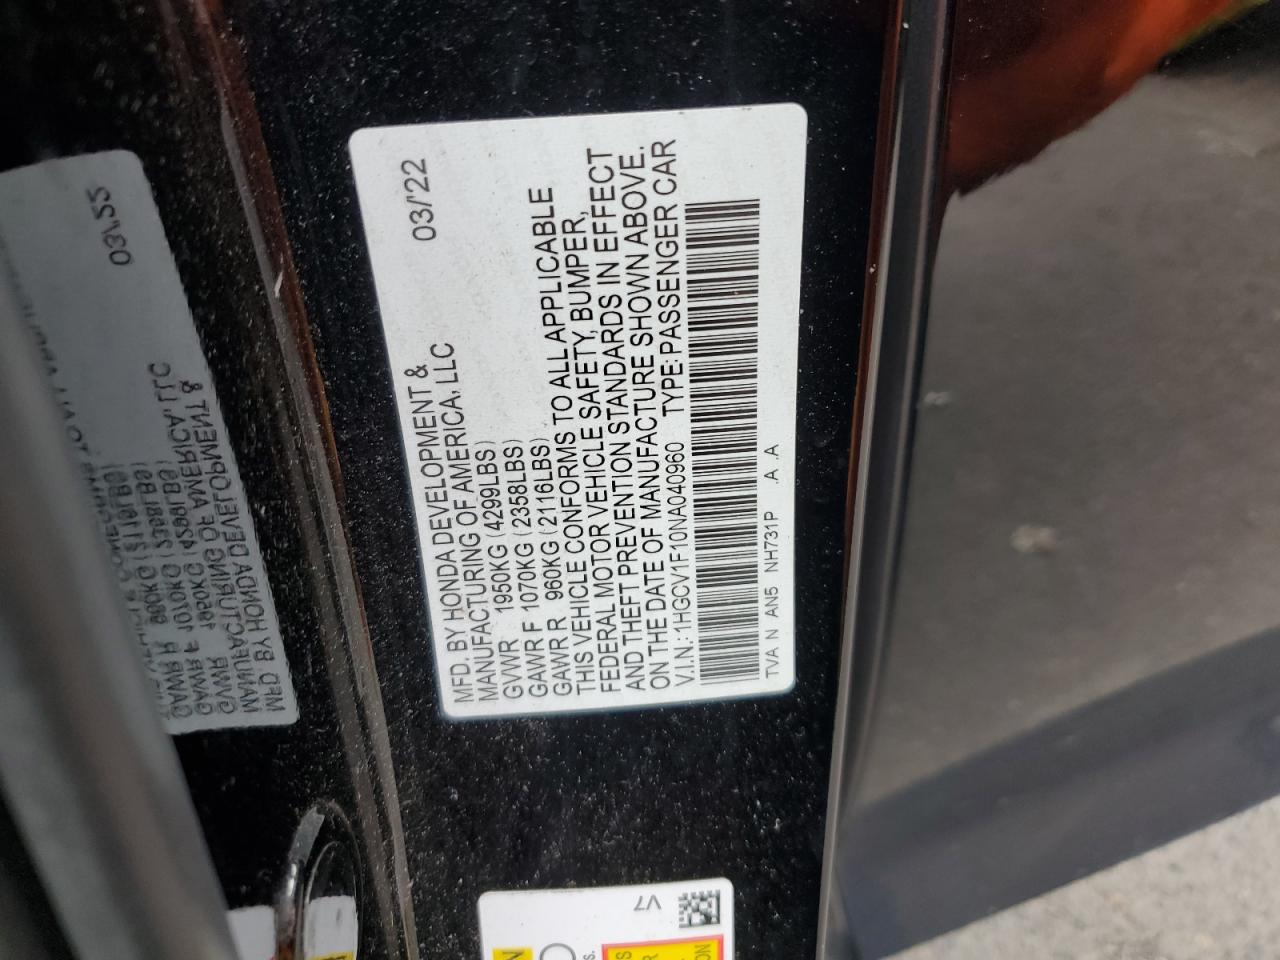 MFD. BY HONDA DEVELOPMENT & 03/'22
MANUFACTURING OF AMERICA, LLC
GVWR 1950KG (4299LBS)
GAWR F 1070KG (2358LBS)
GAWR R 960KG (2116LBS)
THIS VEHICLE CONFORMS TO ALL APPLICABLE
FEDERAL MOTOR VEHICLE SAFETY, BUMPER,
AND THEFT PREVENTION STANDARDS IN EFFECT
ON THE DATE OF MANUFACTURE SHOWN ABOVE.
V.I.N.: 1HGCV1F10NA040960 TYPE:PASSENGER CAR
TVA N AN5 NH731P A .A
V7